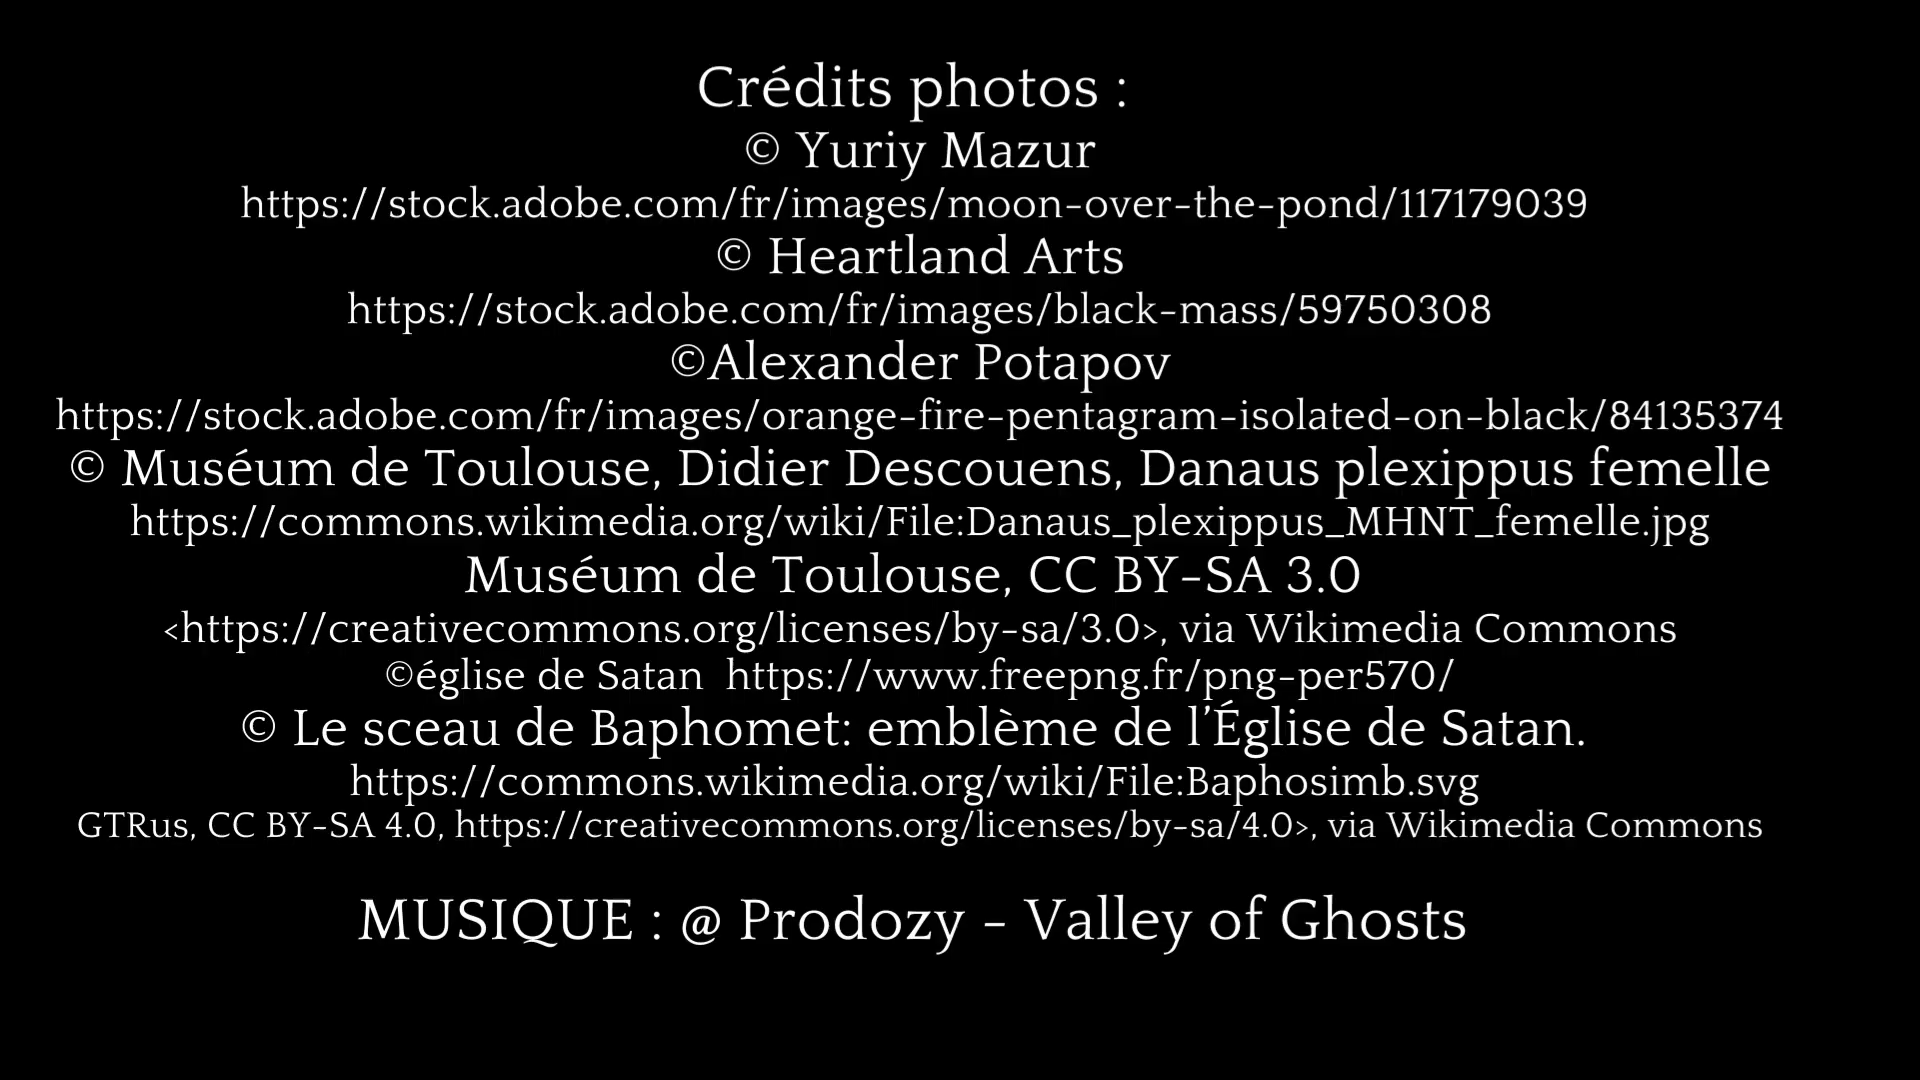 Crédits photos :
© Yuriy Mazur
https://stock.adobe.com/fr/images/moon-over-the-pond/117179039
© Heartland Arts
https://stock.adobe.com/fr/images/black-mass/59750308
©Alexander Potapov
https://stock.adobe.com/fr/images/orange-fire-pentagram-isolated-on-black/84135374
© Muséum de Toulouse, Didier Descouens, Danaus plexippus femelle
https://commons.wikimedia.org/wiki/File:Danaus_plexippus_MHNT_femelle.jpg
Muséum de Toulouse, CC BY-SA 3.0
<https://creativecommons.org/licenses/by-sa/3.0>, via Wikimedia Commons
©église de Satan  https://www.freepng.fr/png-per570/
© Le sceau de Baphomet: emblème de l’Église de Satan.
https://commons.wikimedia.org/wiki/File:Baphosimb.svg
GTRus, CC BY-SA 4.0, https://creativecommons.org/licenses/by-sa/4.0>, via Wikimedia Commons
MUSIQUE : @ Prodozy - Valley of Ghosts